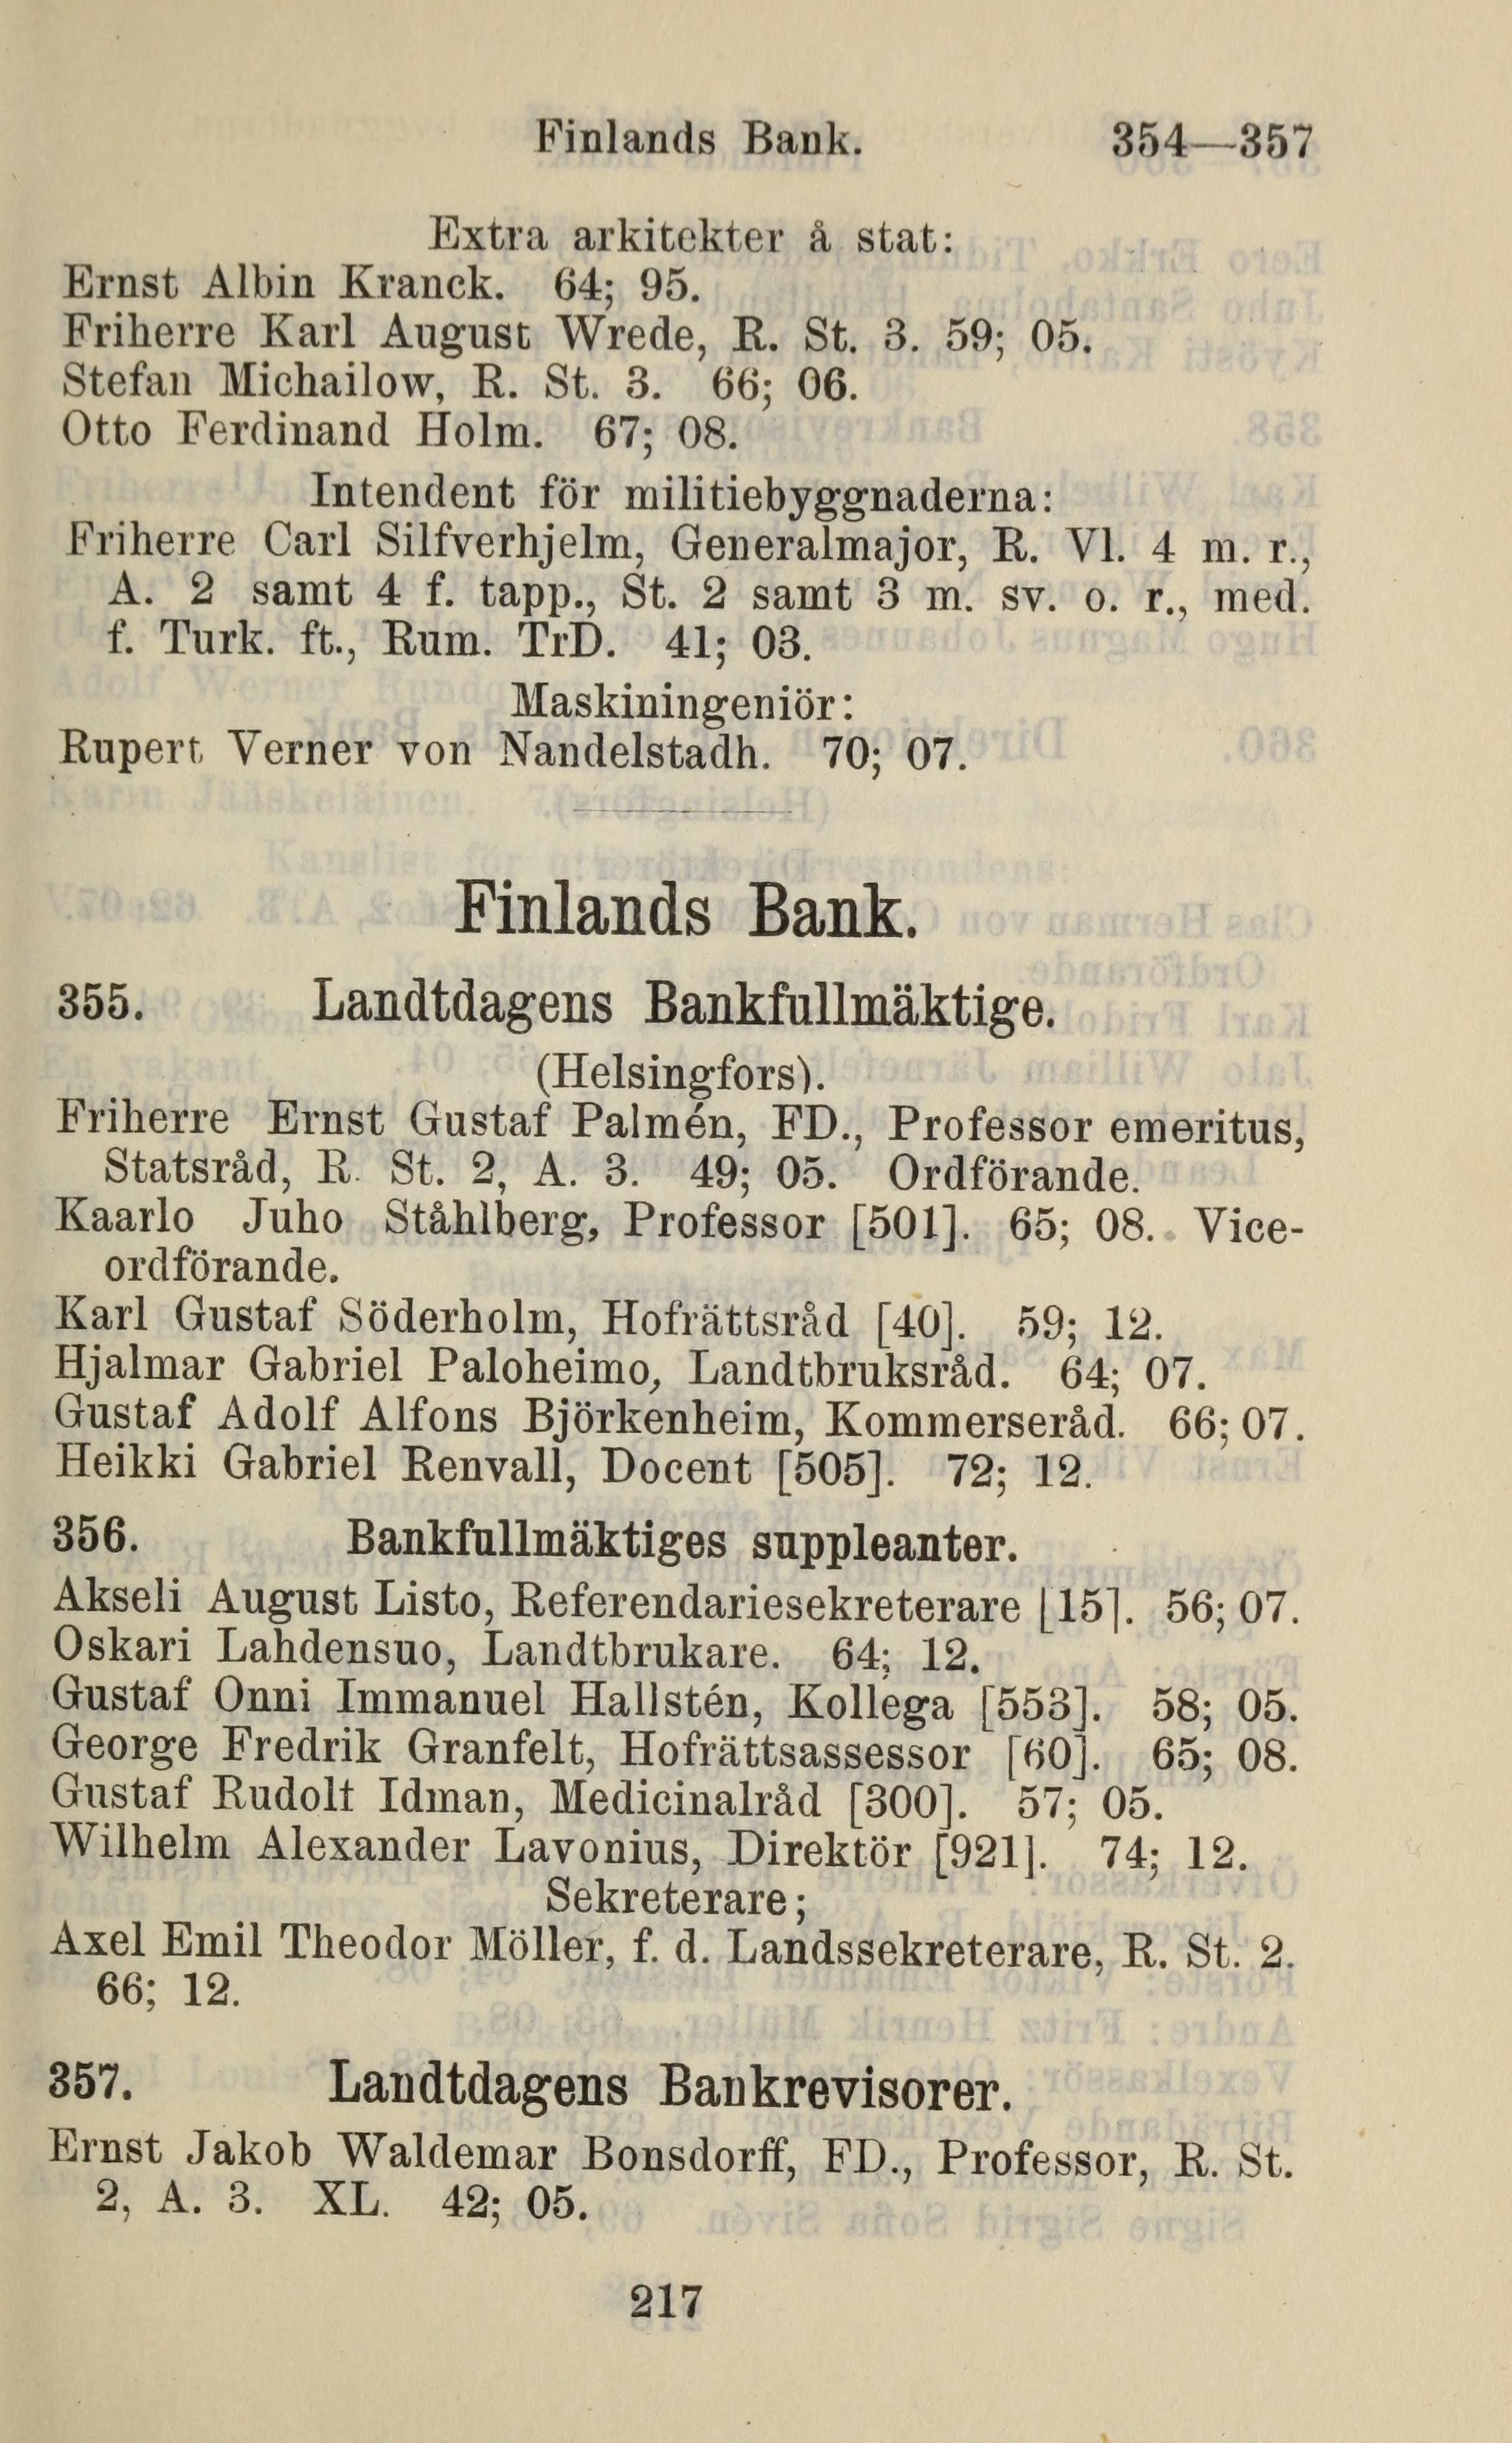 Finlands Bank. 354—357
Extra arkitekter å stat:
Ernst Albin Kranck. 64; 95.
Friherre Karl August Wrede, R. St. 3. 59; 05.
Stefan Michailow, R. St. 3. 66; 06.
Otto Ferdinand Holm. 67; 08.
Intendent för militiebyggnaderna:
Friherre Carl Silfverhjelm, Generalmajor, R. Vl. 4 m. r.,
A. 2 samt 4 f. tapp., St. 2 samt 3 m. sv. o. r., med.
f. Turk. ft., Rum. TrD. 41; 03.
Maskiningeniör:
Rupert Verner von Nandelstadh. 70; 07.
Finlands Bank.
355. Landtdagens Bankfullmäktige.
(Helsingfors).
Friherre Ernst Gustaf Palmén, FD., Professor emeritus,
Statsråd, R. St. 2, A. 3. 49; 05. Ordförande.
Kaarlo Juho Ståhlberg, Professor [501]. 65; 08. Vice-
ordförande.
Karl Gustaf Söderholm, Hofrättsråd [40]. 59; 12.
Hjalmar Gabriel Paloheimo, Landtbruksråd. 64; 07.
Gustaf Adolf Alfons Björkenheim, Kommerseråd. 66; 07.
Heikki Gabriel Renvall, Docent [505]. 72; 12.
356. Bankfullmäktiges suppleanter.
Akseli August Listo, Referendariesekreterare [15]. 56; 07.
Oskari Lahdensuo, Landtbrukare. 64; 12.
Gustaf Onni Immanuel Hallstén, Kollega [553]. 58; 05.
George Fredrik Granfelt, Hofrättsassessor [60]. 65; 08.
Gustaf Rudolf Idman, Medicinalråd [300]. 57; 05.
Wilhelm Alexander Lavonius, Direktör [921]. 74; 12.
Sekreterare;
Axel Emil Theodor Möller, f. d. Landssekreterare, R. St. 2.
66; 12.
357. Landtdagens Bankrevisorer.
Ernst Jakob Waldemar Bonsdorff, FD., Professor, R. St.
2, A. 3. XL. 42; 05.
217